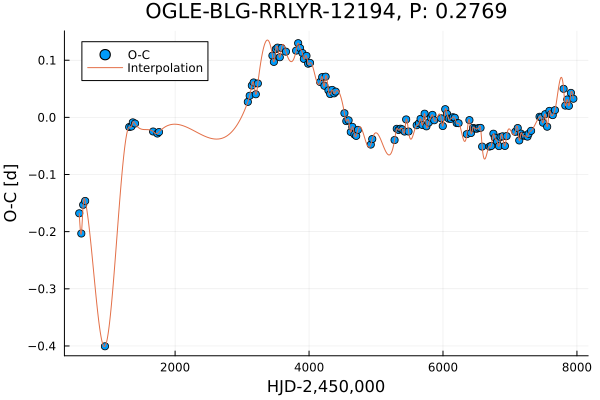 OGLE-BLG-RRLYR-12194, P: 0.2769
O-C
Interpolation
O-C [d]
0.1
0.0
−0.1
−0.2
−0.3
−0.4
2000 4000 6000 8000
HJD-2,450,000